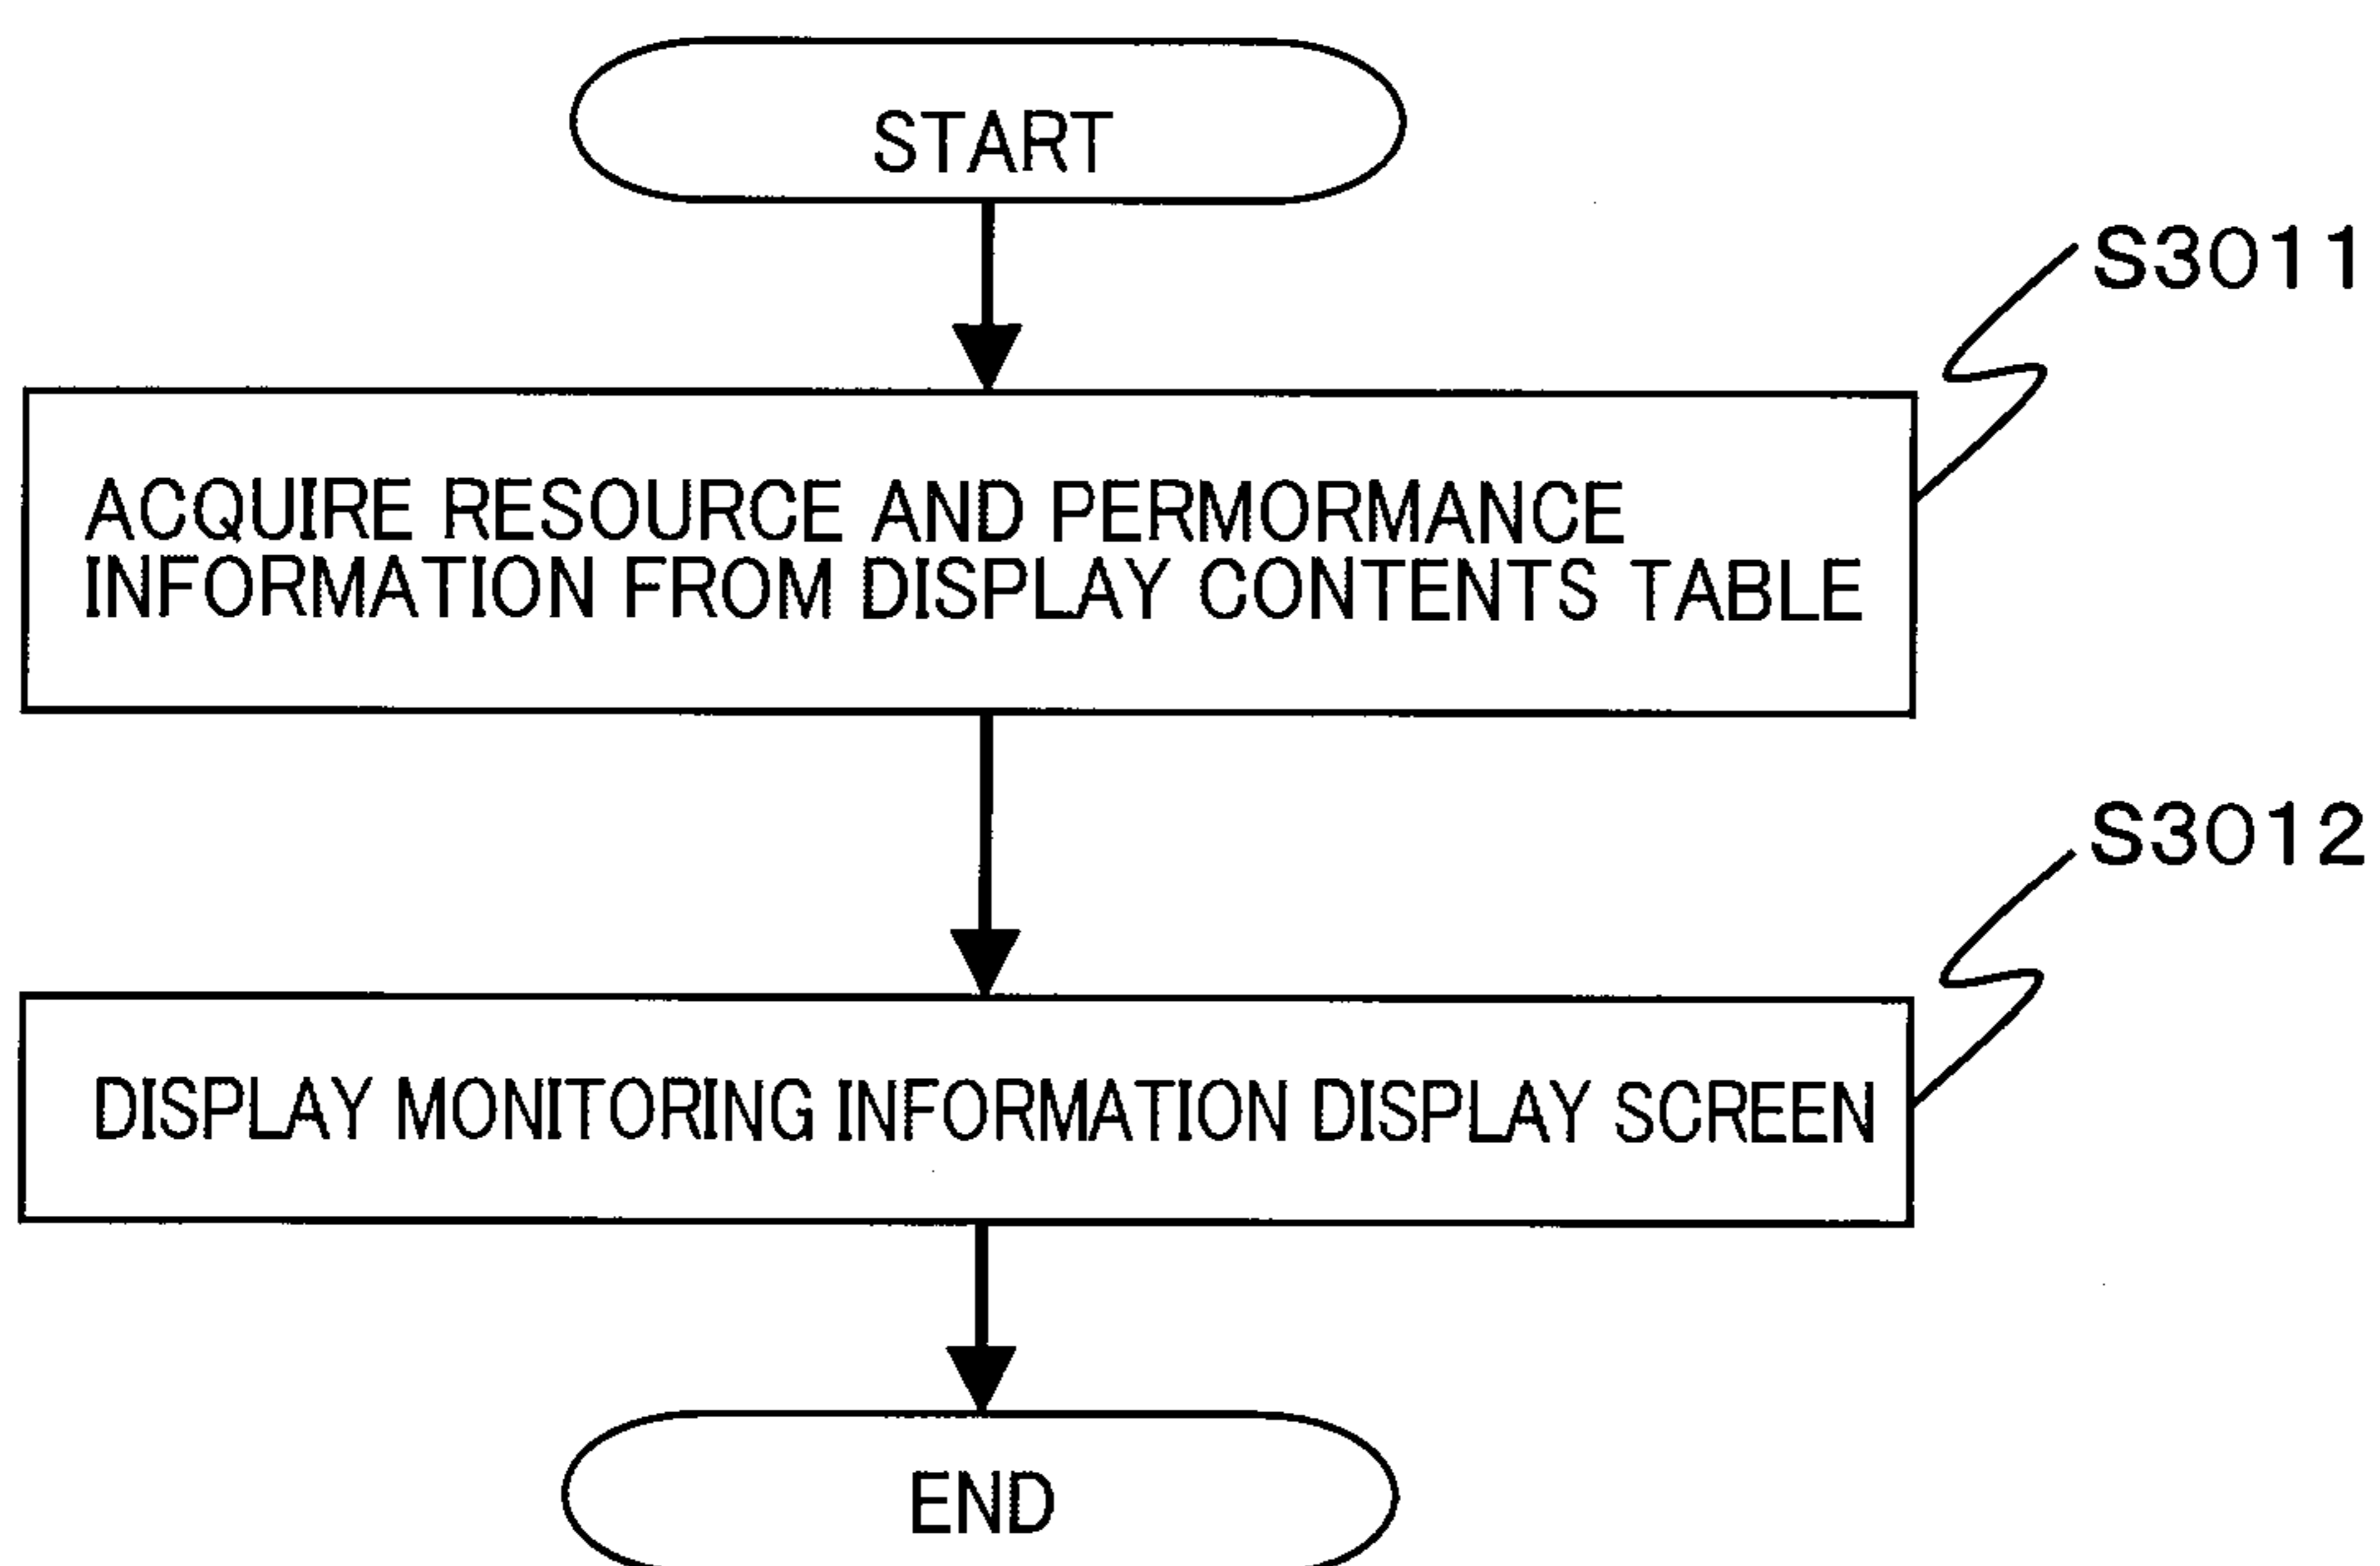 START
S3011
ACQUIRE RESOURCE AND PERMORMANCE
INFORMATION FROM DISPLAY CONTENTS TABLE
S3012
DISPLAY MONITORING INFORMATION DISPLAY SCREEN
END